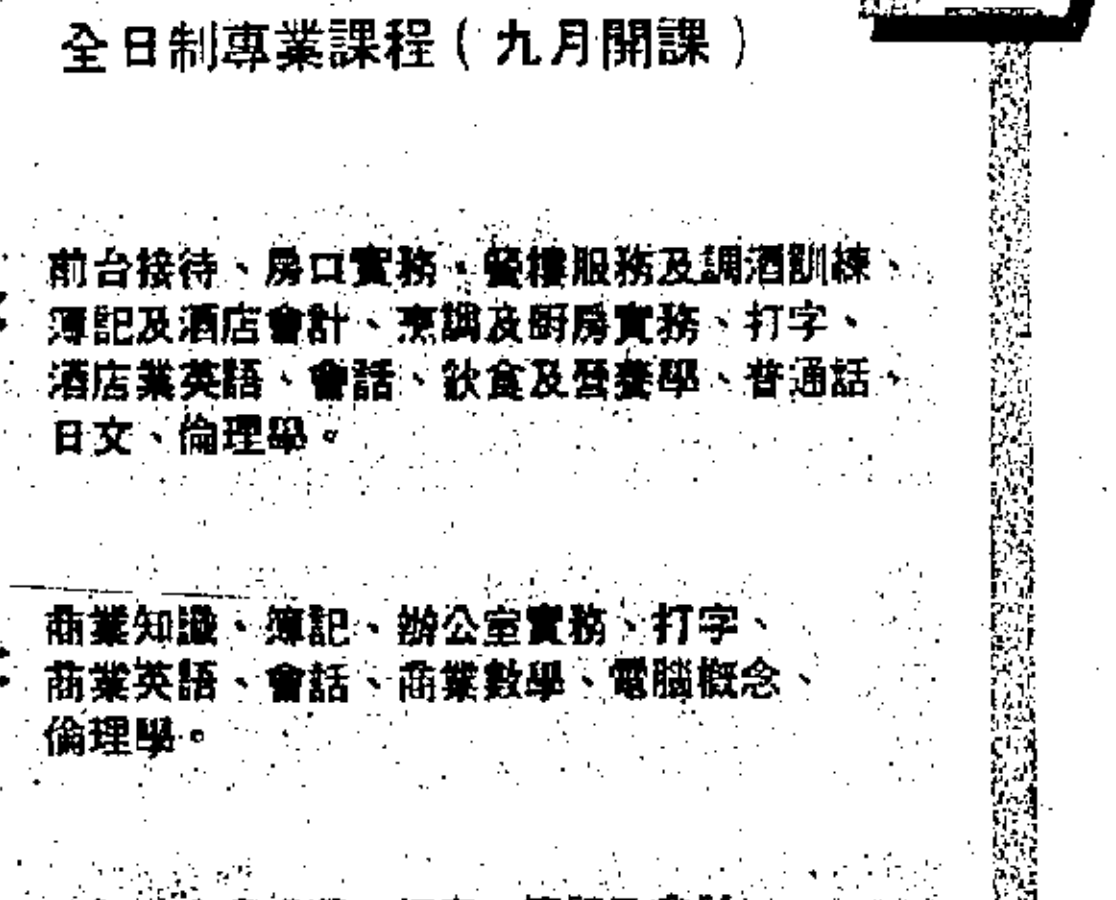 全日制專業課程(九月開課)
前台接待、房口實務、餐樓服務及調酒訓練、
簿記及酒店會計、烹調及厨房實務、打字、
酒店業英語、會話、飲食及營養學、普通話、
日文、倫理學。
商業知識、簿記、辦公室實務、打字、
商業英語、會話、商業數學、電腦概念、
倫理學。